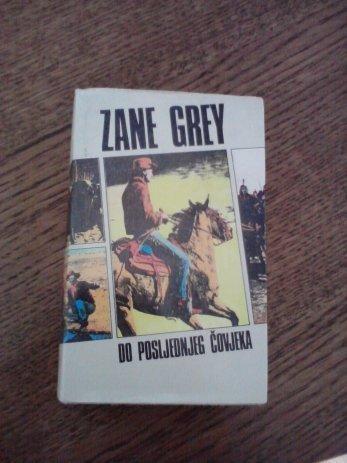 ZANE GREY
DO POSLJEDNJEG ČOVJEKA